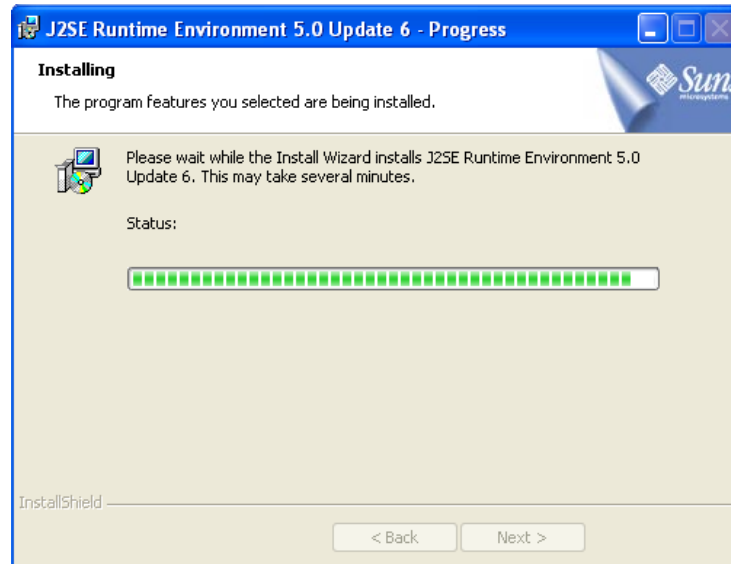 J2SE Runtime Environment 5.0 Update 6 - Progress
Installing
The program features you selected are being installed.
Sun
microsystems
Please wait while the Install Wizard installs J2SE Runtime Environment 5.0
Update 6. This may take several minutes.
Status:
InstallShield
< Back
Next >